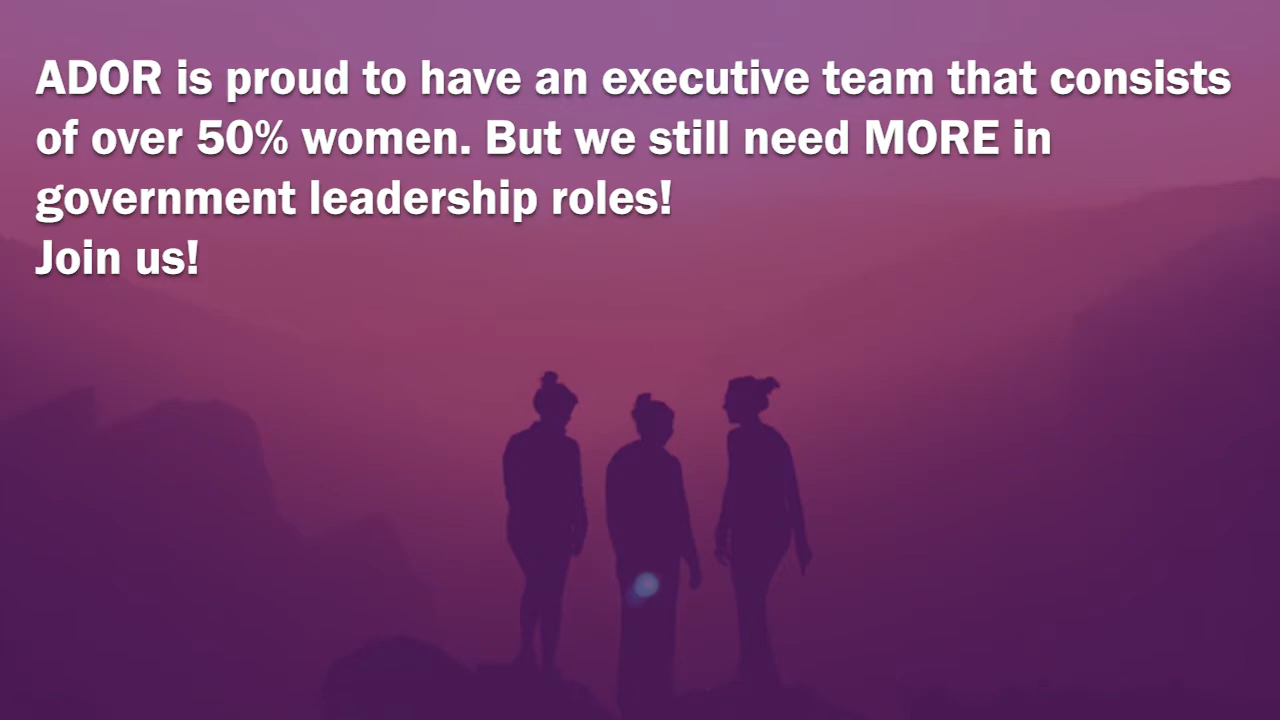 ADOR is proud to have an executive team that consists
of over 50% women. But we still need MORE in
government leadership roles!
Join us!